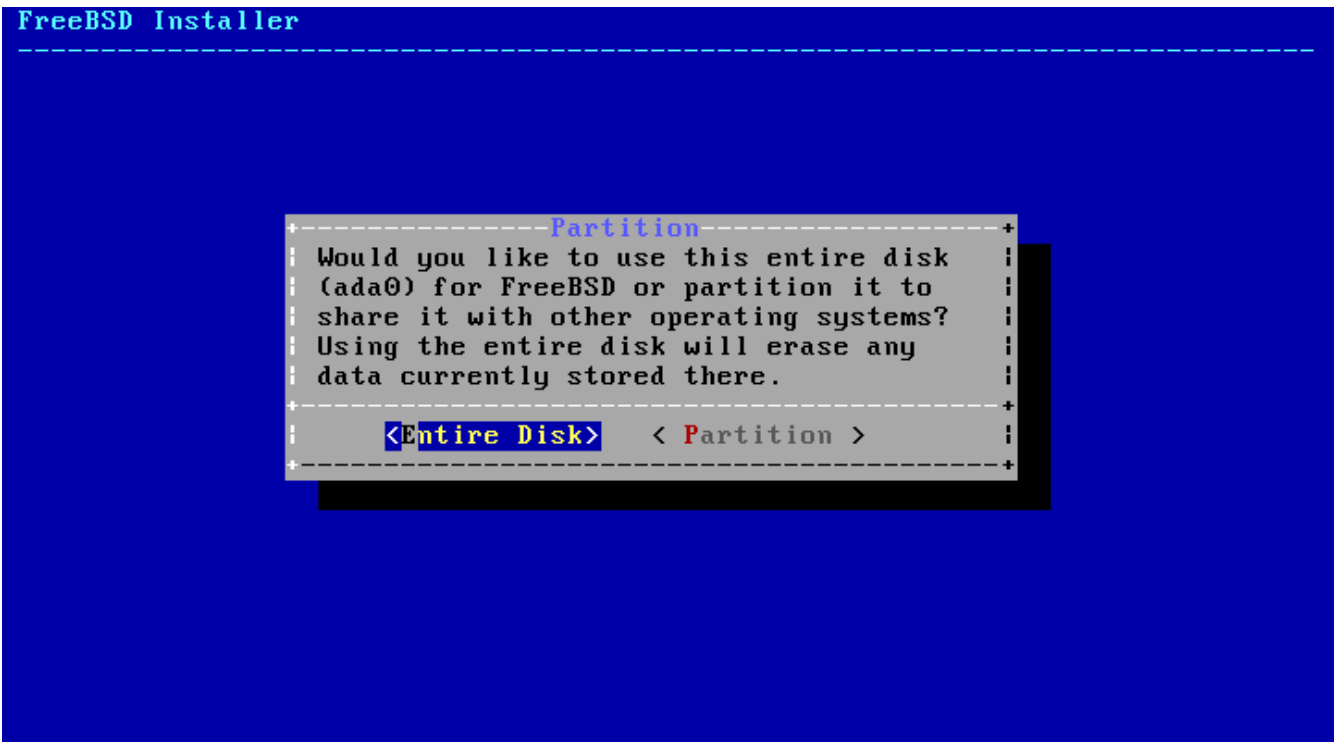 FreeBSD Installer
Partition
Would you like to use this entire disk
(ada0) for FreeBSD or partition it to
share it with other operating systems?
Using the entire disk will erase any
data currently stored there.
<Entire Disk> < Partition >